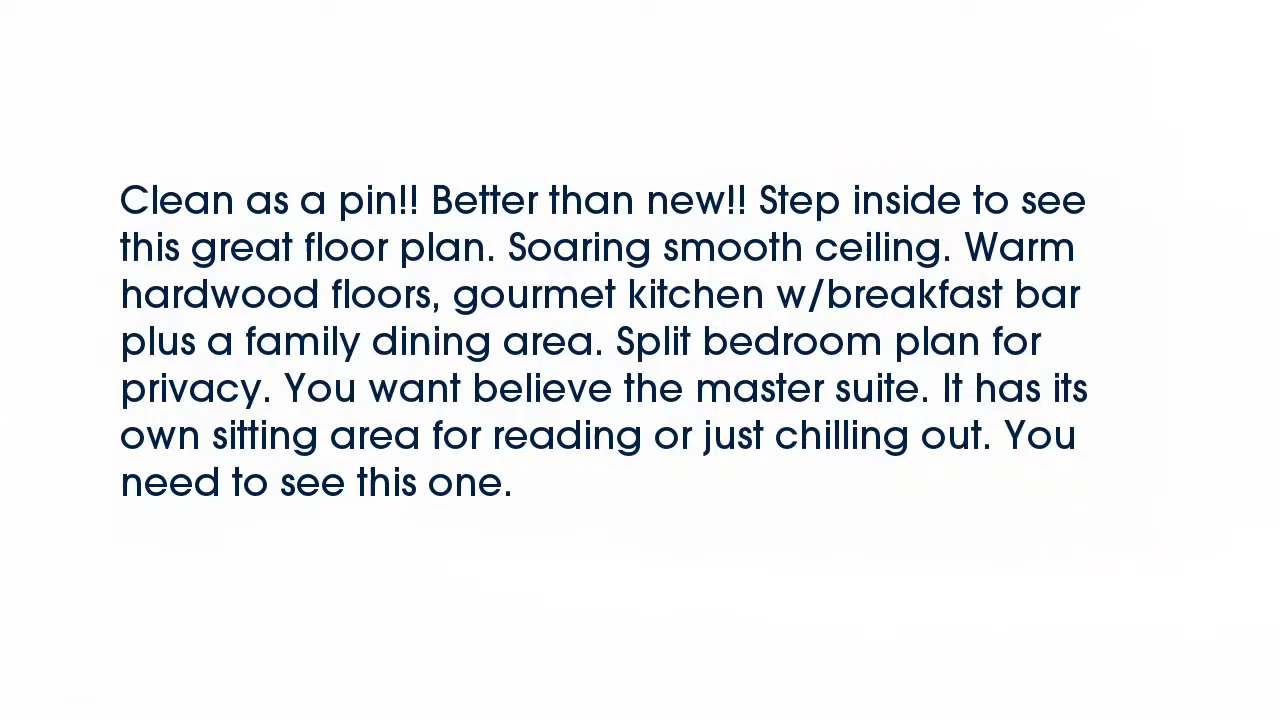 Clean as a pin!! Better than new!! Step inside to see
this great floor plan. Soaring smooth ceiling. Warm
hardwood floors, gourmet kitchen w/breakfast bar
plus a family dining area. Split bedroom plan for
privacy. You want believe the master suite. It has its
own sitting area for reading or just chilling out. You
need to see this one.